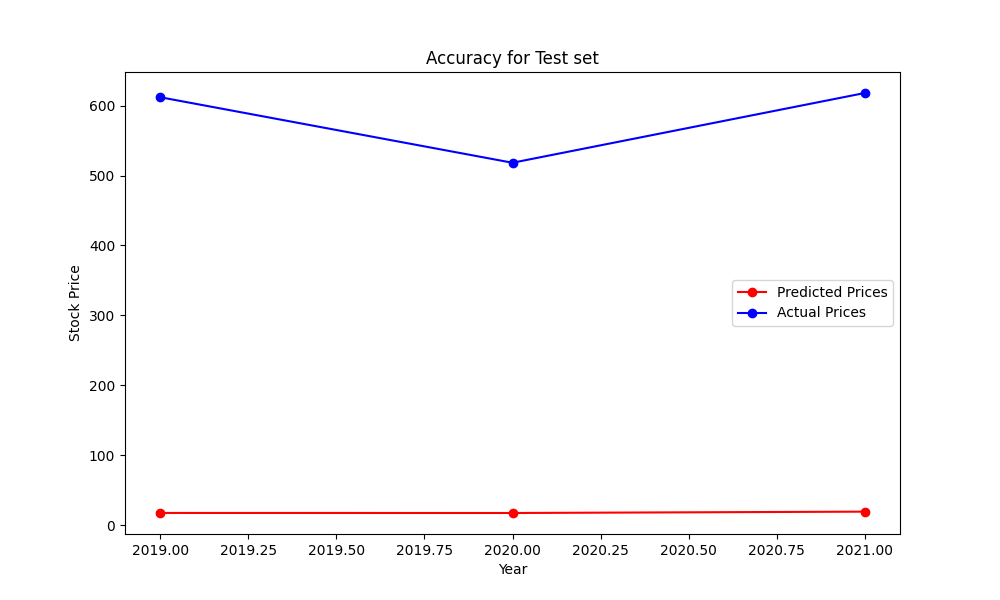 Accuracy for Test set
Stock Price
600
500
400
300
200
100
0
Predicted Prices
Actual Prices
2019.00 2019.25 2019.50 2019.75 2020.00 2020.25 2020.50 2020.75 2021.00
Year